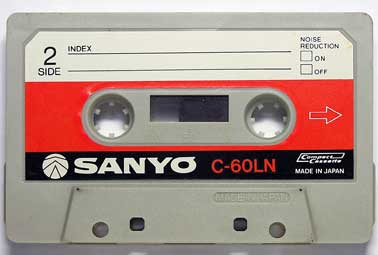 2
SIDE
INDEX
NOISE
REDUCTION
ON
OFF
SANYO
C-60LN
Compact
Cassette
MADE IN JAPAN
MADE IN JAPAN